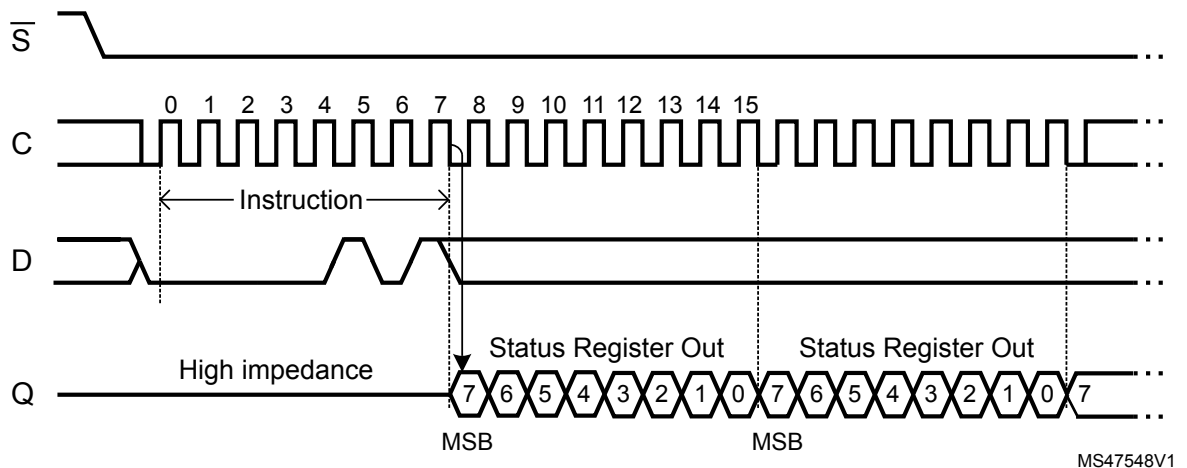 S
0 1 2 3 4 5 6 7 8 9 10 11 12 13 14 15
C
Instruction
D
Status Register Out Status Register Out
High impedance
Q 7 6 5 4 3 2 1 0 7 6 5 4 3 2 1 0 7
MSB MSB
MS47548V1